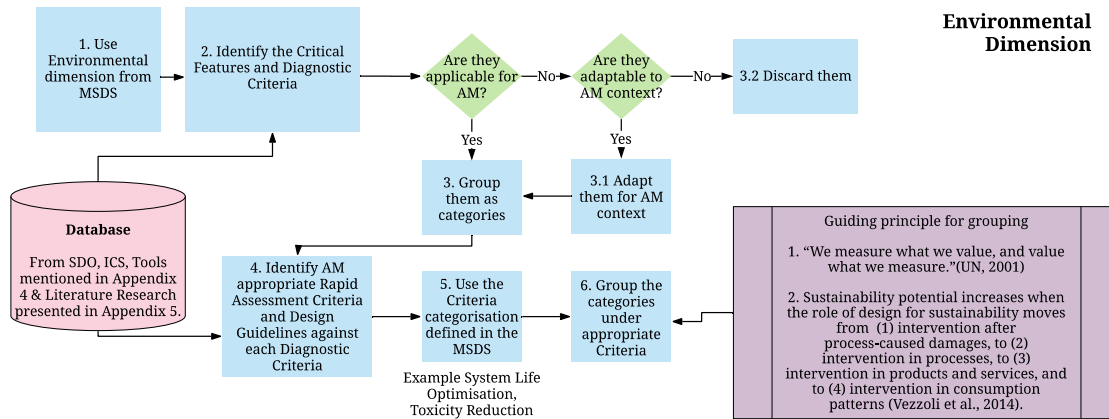 Environmental
Dimension
1. Use
Environmental
dimension from
MSDS
2. Identify the Critical
Features and Diagnostic
Criteria
Are they
applicable for
AM?
No
Are they
adaptable to
AM context?
No
3.2 Discard them
Yes
Yes
3. Group
them as
categories
3.1 Adapt
them for AM
context
Database
From SDO, ICS, Tools
mentioned in Appendix
4 & Literature Research
presented in Appendix 5.
4. Identify AM
appropriate Rapid
Assessment Criteria
and Design
Guidelines against
each Diagnostic
Criteria
5. Use the
Criteria
categorisation
defined in the
MSDS
Example System Life
Optimisation,
Toxicity Reduction
6. Group the
categories
under
appropriate
Criteria
Guiding principle for grouping
1. “We measure what we value, and value
what we measure.”(UN, 2001)
2. Sustainability potential increases when
the role of design for sustainability moves
from (1) intervention after
process-caused damages, to (2)
intervention in processes, to (3)
intervention in products and services, and
to (4) intervention in consumption
patterns (Vezzoli et al., 2014).